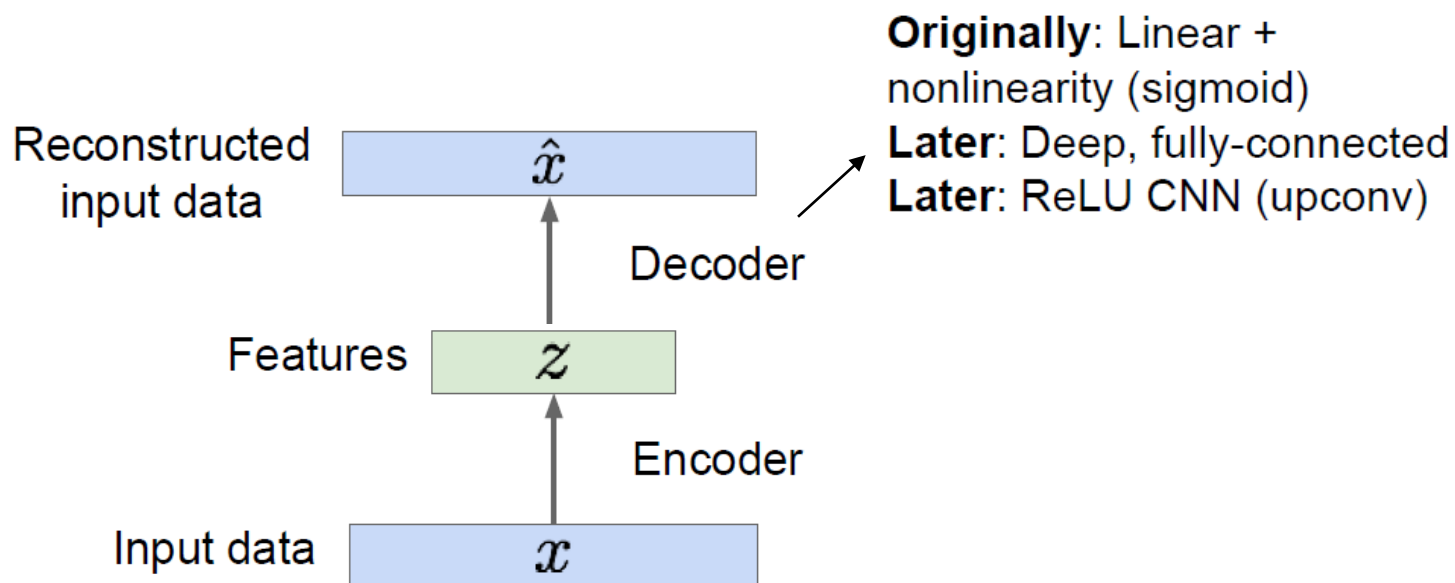 Originally: Linear +
nonlinearity (sigmoid)
Later: Deep, fully-connected
Later: ReLU CNN (upconv)
Reconstructed
input data
x̂
Decoder
Features
z
Encoder
Input data
x